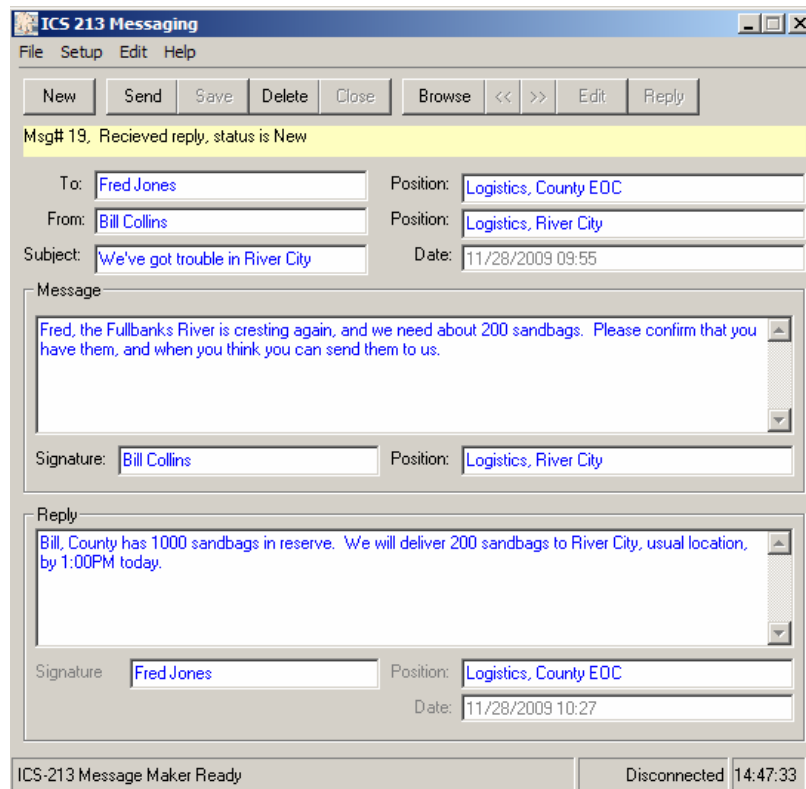 ICS 213 Messaging
File Setup Edit Help
New Send Save Delete Close Browse << >> Edit Reply
Msg# 19, Recieved reply, status is New
To: Fred Jones Position: Logistics, County EOC
From: Bill Collins Position: Logistics, River City
Subject: We've got trouble in River City Date: 11/28/2009 09:55
Message
Fred, the Fullbanks River is cresting again, and we need about 200 sandbags. Please confirm that you
have them, and when you think you can send them to us.
Signature: Bill Collins Position: Logistics, River City
Reply
Bill, County has 1000 sandbags in reserve. We will deliver 200 sandbags to River City, usual location,
by 1:00PM today.
Signature Fred Jones Position: Logistics, County EOC
Date: 11/28/2009 10:27
ICS-213 Message Maker Ready Disconnected 14:47:33